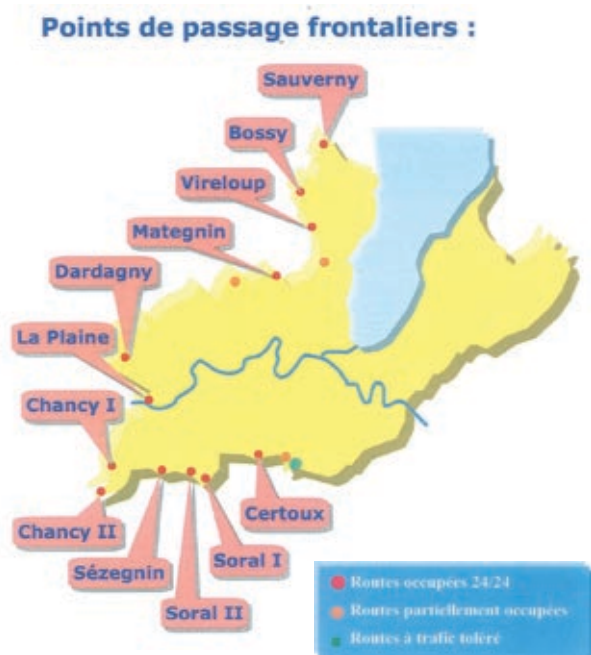 Points de passage frontaliers :
Sauverny
Bossy
Vireloup
Mategnin
Dardagny
La Plaine
Chancy I
Chancy II
Sézegnin
Soral II
Soral I
Certoux
Routes occupées 24/24
Routes partiellement occupées
Routes à trafic toléré